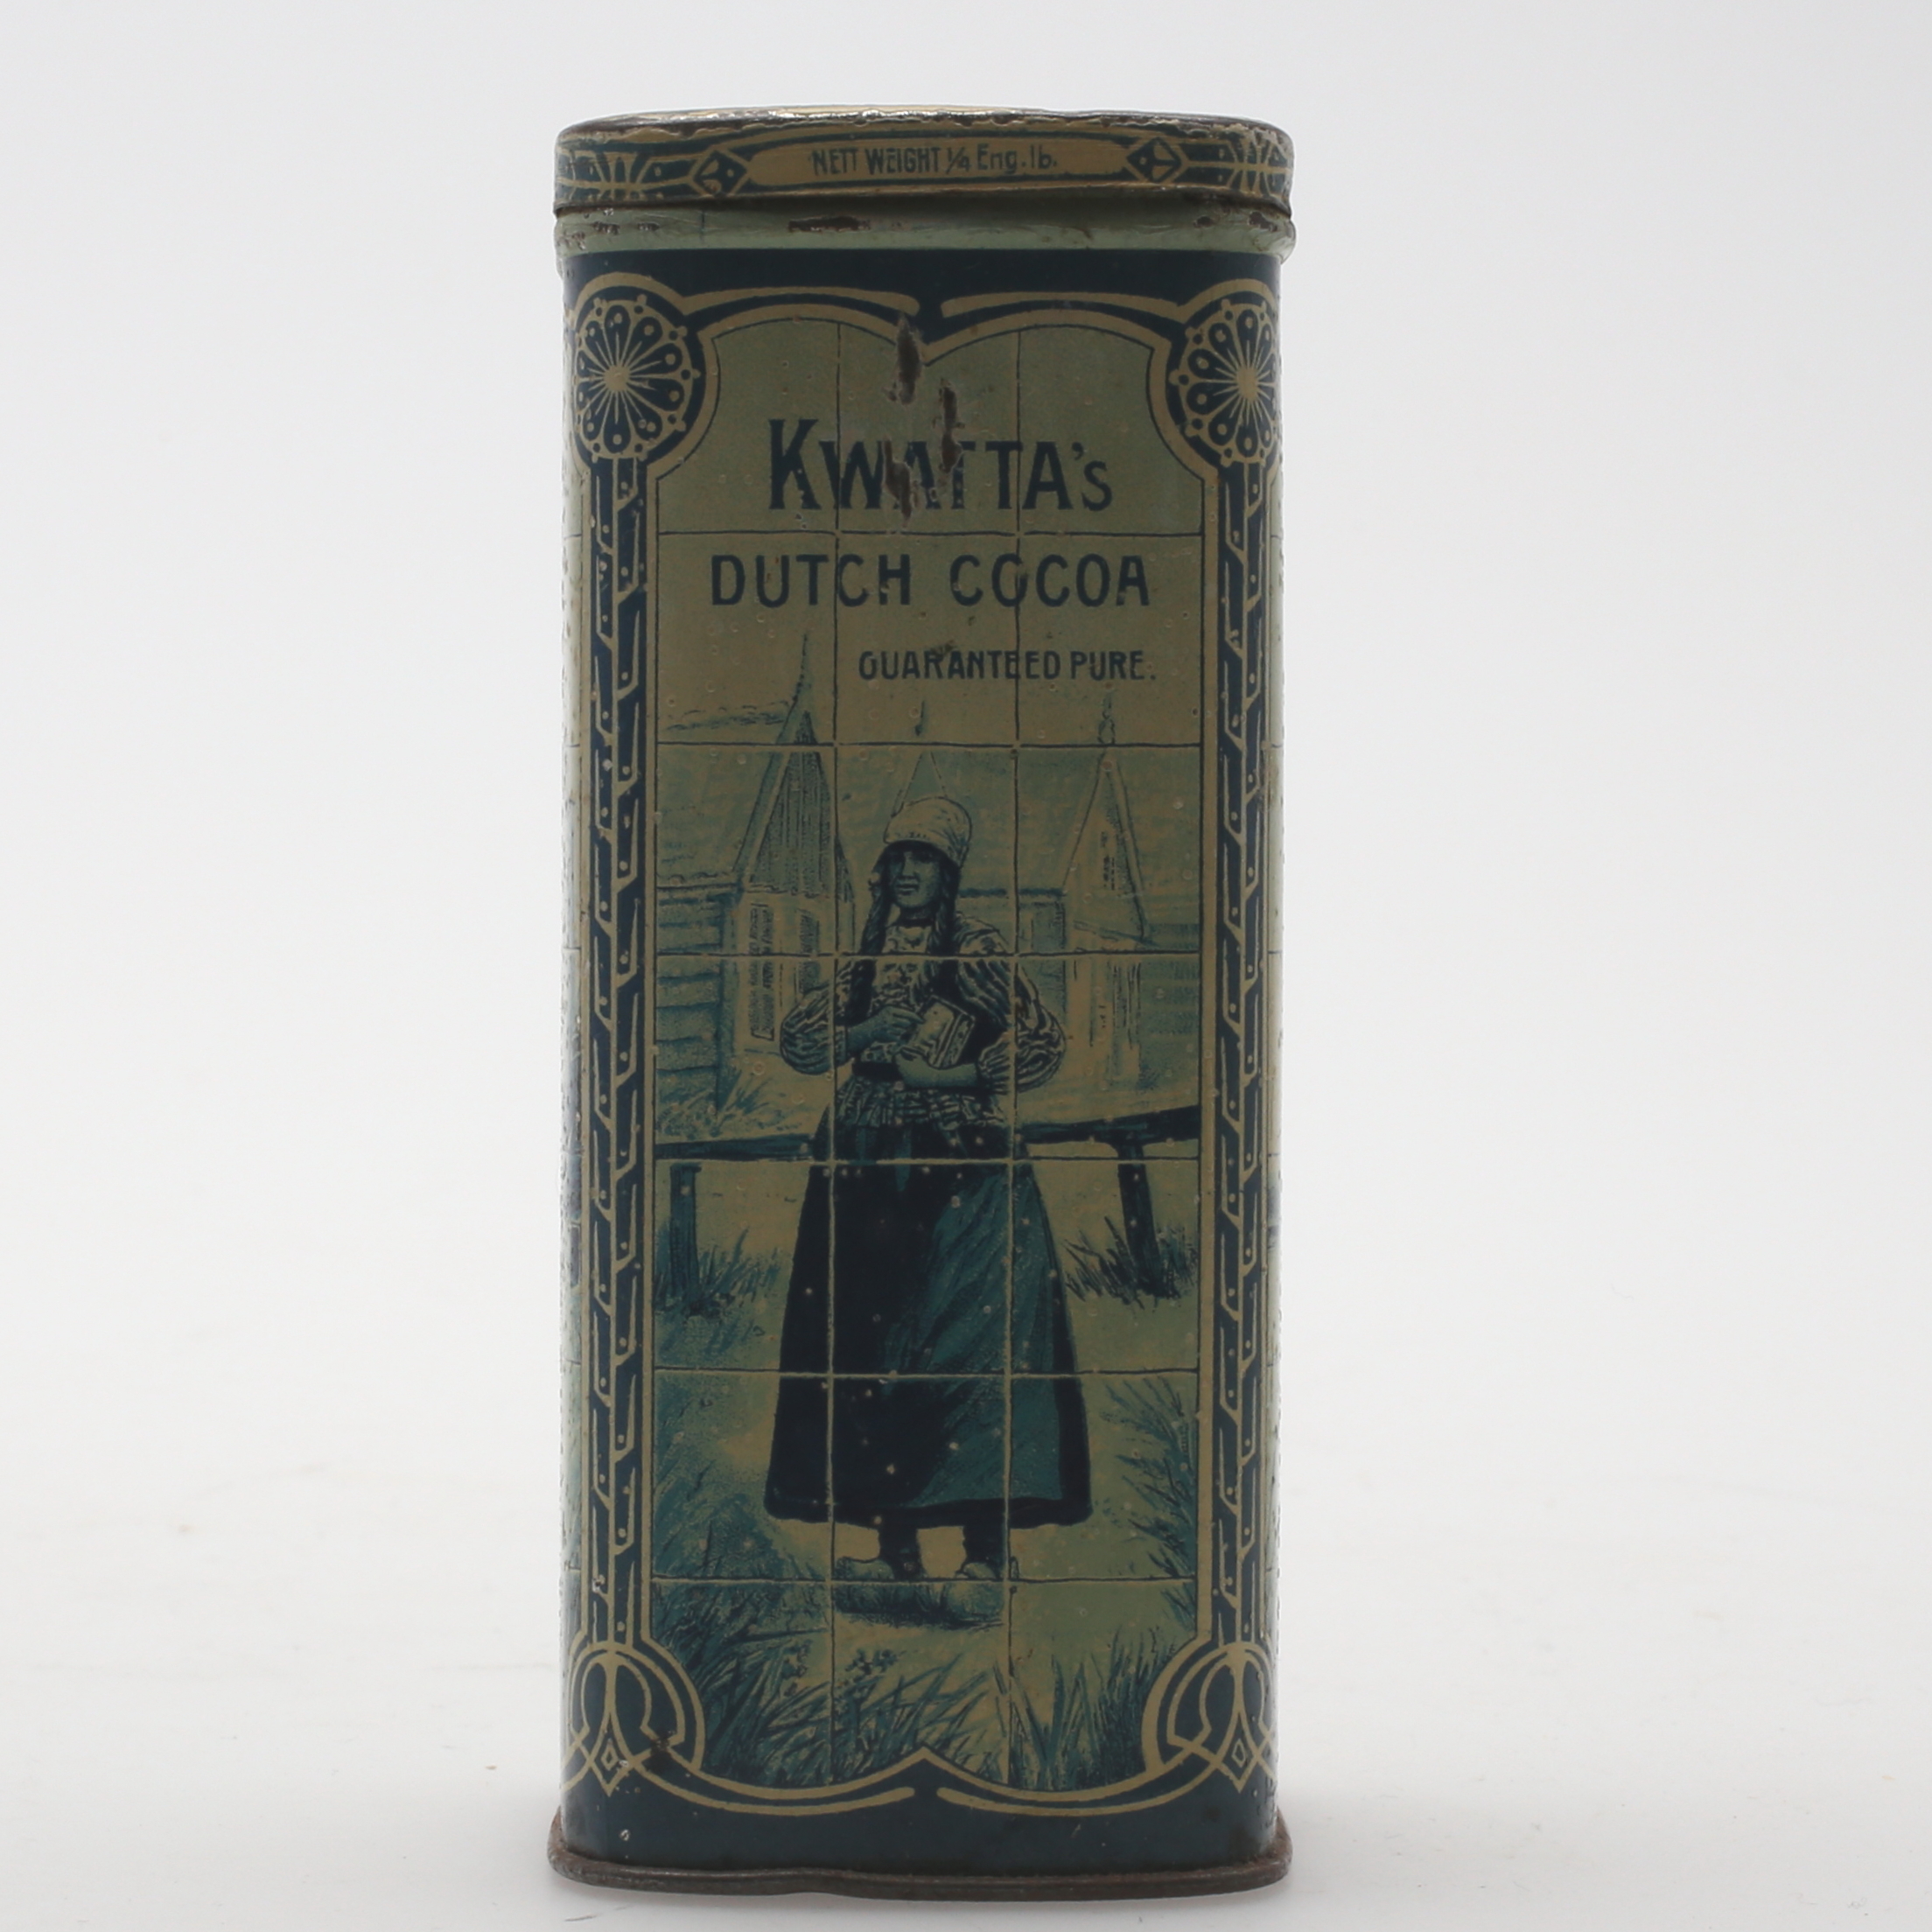 NETT WEIGHT 1/4 Eng.lb.
KWATTA'S
DUTCH COCOA
GUARANTEED PURE.